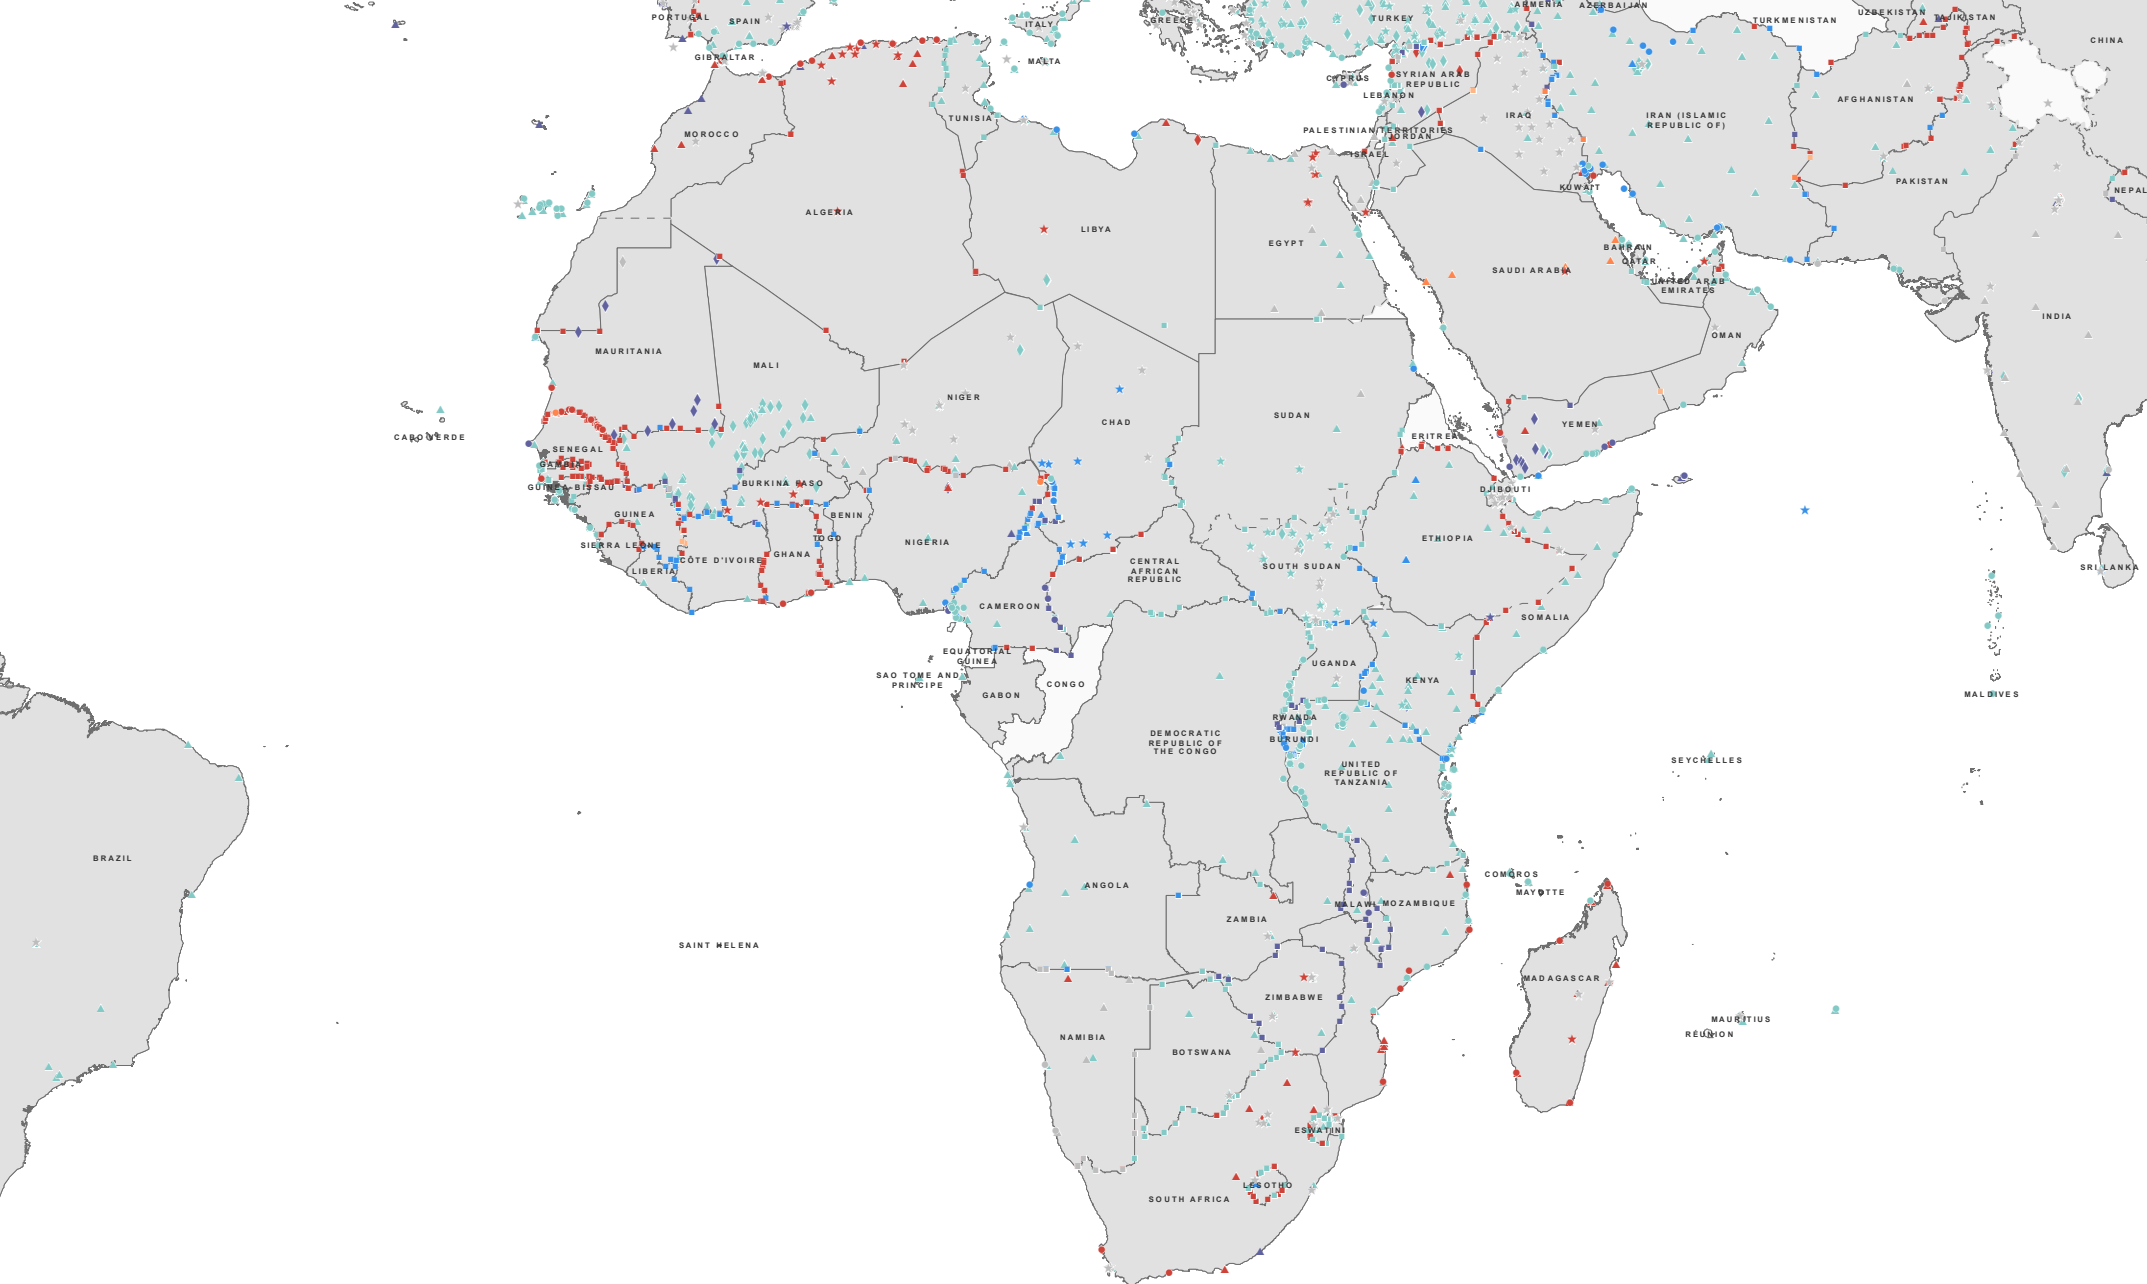 PORTUGAL
SPAIN
ITALY
GREECE
TURKEY
ARMENIA
AZERBAIJAN
TURKMENISTAN
UZBEKISTAN
TAJIKISTAN
CHINA
GIBRALTAR
MALTA
CYPRUS
SYRIAN ARAB
REPUBLIC
LEBANON
AFGHANISTAN
MOROCCO
TUNISIA
PALESTINIAN TERRITORIES
JORDAN
IRAQ
IRAN (ISLAMIC
REPUBLIC OF)
ISRAEL
KUWAIT
PAKISTAN
NEPAL
ALGERIA
LIBYA
EGYPT
SAUDI ARABIA
BAHRAIN
QATAR
UNITED ARAB
EMIRATES
OMAN
INDIA
MAURITANIA
MALI
NIGER
CHAD
SUDAN
ERITREA
YEMEN
CABO VERDE
SENEGAL
GAMBIA
GUINEA-BISSAU
BURKINA FASO
DJIBOUTI
GUINEA
BENIN
SIERRA LEONE
CÔTE D'IVOIRE
GHANA
TOGO
NIGERIA
ETHIOPIA
LIBERIA
CENTRAL
AFRICAN
REPUBLIC
SOUTH SUDAN
SRI LANKA
CAMEROON
SOMALIA
EQUATORIAL
GUINEA
SAO TOME AND
PRINCIPE
GABON
CONGO
UGANDA
KENYA
MALDIVES
RWANDA
BURUNDI
DEMOCRATIC
REPUBLIC OF
THE CONGO
UNITED
REPUBLIC OF
TANZANIA
SEYCHELLES
BRAZIL
ANGOLA
COMOROS
MAYOTTE
MALAWI
MOZAMBIQUE
ZAMBIA
SAINT HELENA
MADAGASCAR
ZIMBABWE
MAURITIUS
RÉUNION
NAMIBIA
BOTSWANA
ESWATINI
LESOTHO
SOUTH AFRICA